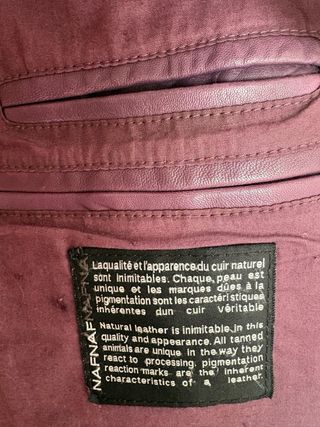 NAFNAFNAFNA
Laqualité et l'apparence du cuir naturel
sont inimitables. Chaque, peau est
unique et les marques dûes à la
pigmentation sont les caractéristiques
inhérentes d'un cuir véritable
Natural leather is inimitable, in this
quality and appearance. All tanned
animals are unique. In the way they
react to processing, pigmentation
reaction marks are the inherent
characteristics of a leather.